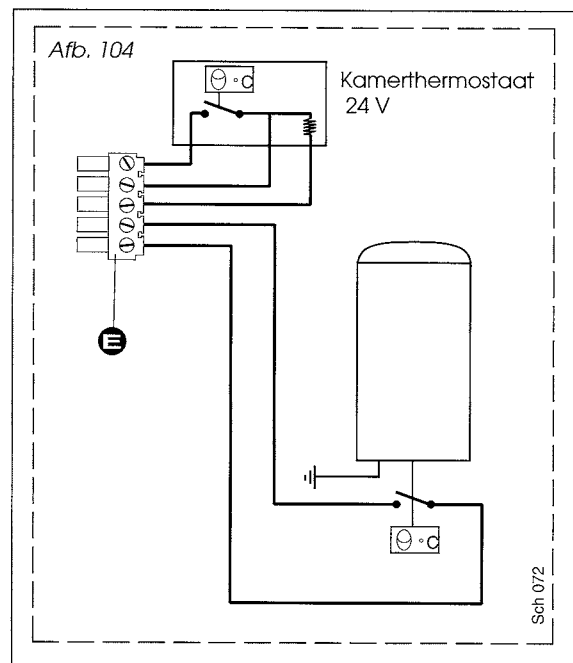 Afb. 104
°C
Kamerthermostaat
24 V
E
°C
Sch 072